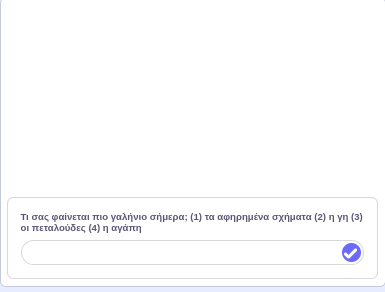 Τι σας φαίνεται πιο γαλήνιο σήμερα; (1) τα αφηρημένα σχήματα (2) η γη (3)
οι πεταλούδες (4) η αγάπη